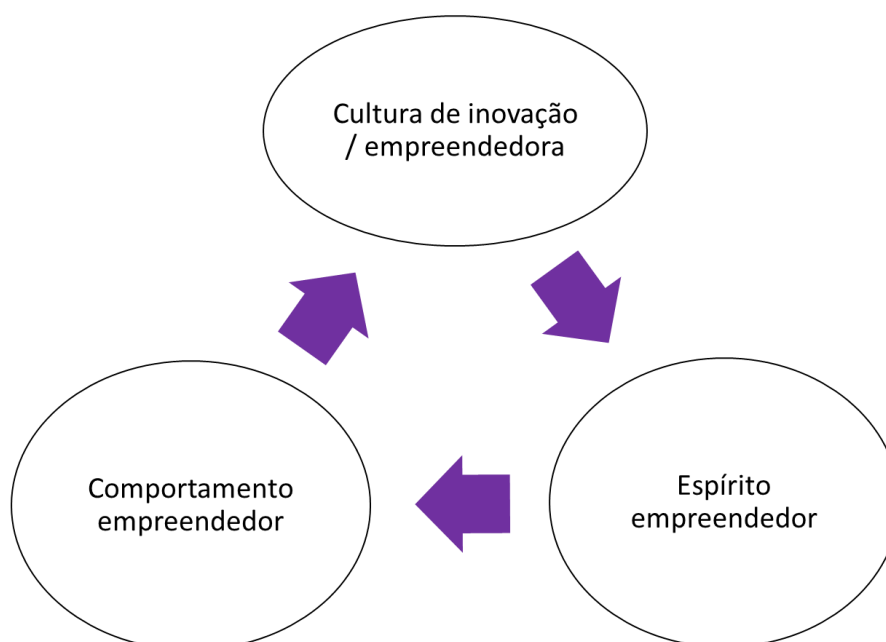 Cultura de inovação
/ empreendedora
Comportamento
empreendedor
Espírito
empreendedor